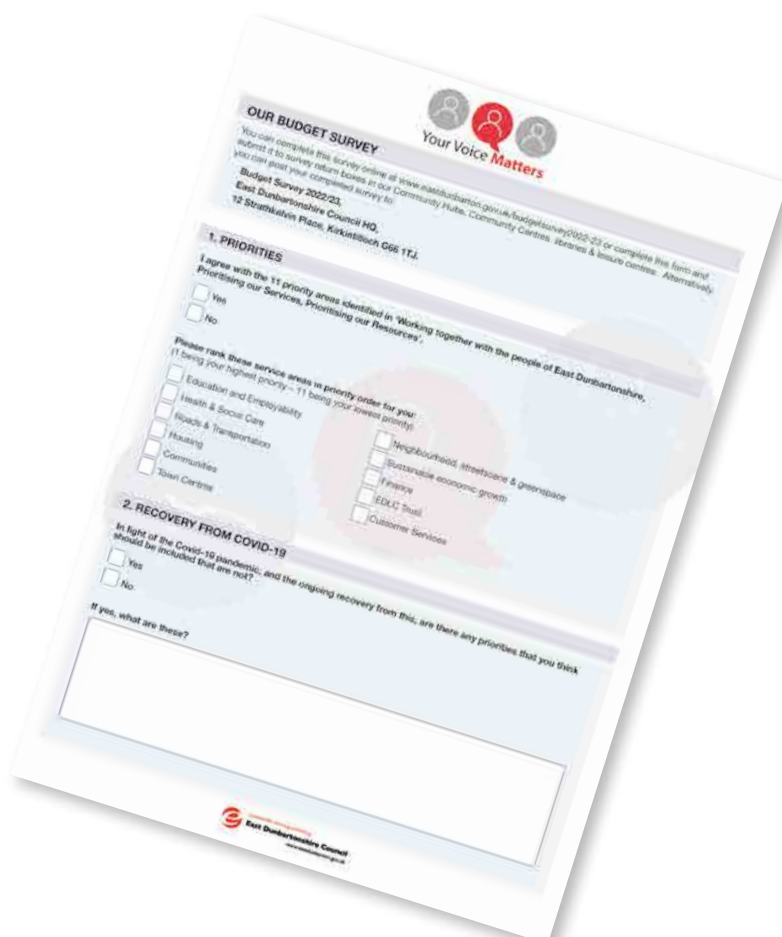 Your Voice Matters
OUR BUDGET SURVEY
You can complete this survey online at www.eastdunbarton.gov.uk/budgetsurvey2022-23 or complete this form and
submit it to survey return boxes in our Community Hubs, Community Centres, libraries & leisure centres. Alternatively
you can post your completed survey to:
Budget Survey 2022/23,
East Dunbartonshire Council HQ,
12 Strathkelvin Place, Kirkintilloch G66 1TJ.
1. PRIORITIES
I agree with the 11 priority areas identified in 'Working together with the people of East Dunbartonshire,
Prioritising our Services, Prioritising our Resources'.
Yes
No
Please rank these service areas in priority order for you:
(1 being your highest priority – 11 being your lowest priority)
Education and Employability
Health & Social Care
Roads & Transportation
Housing
Communities
Town Centres
Neighbourhood, streetscene & greenspace
Sustainable economic growth
Finance
EDLC Trust
Customer Services
2. RECOVERY FROM COVID-19
In light of the Covid-19 pandemic, and the ongoing recovery from this, are there any priorities that you think
should be included that are not?
Yes
No
If yes, what are these?
East Dunbartonshire Council
www.eastdunbarton.gov.uk